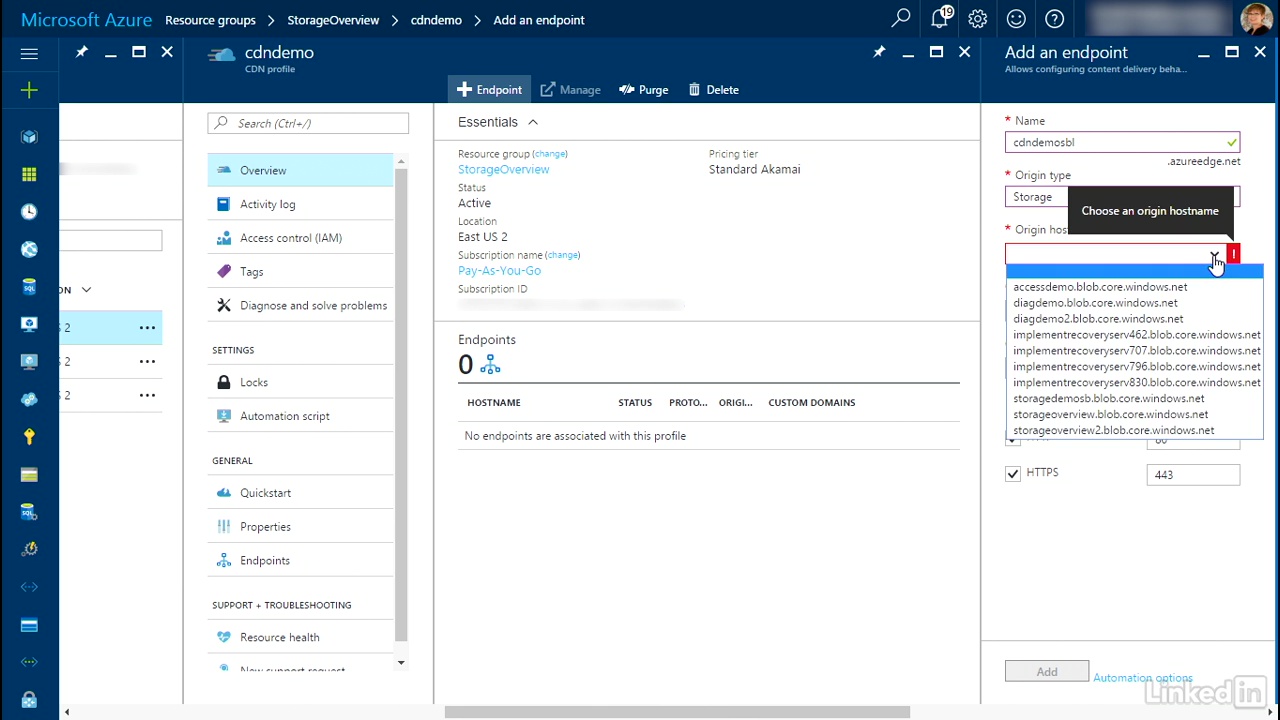 Microsoft Azure Resource groups StorageOverview cdndemo Add an endpoint 19
cdndemo
CDN profile
Endpoint Manage Purge Delete
Search (Ctrl+/)
Overview
Activity log
Access control (IAM)
Tags
Diagnose and solve problems
SETTINGS
Locks
Automation script
GENERAL
Quickstart
Properties
Endpoints
SUPPORT + TROUBLESHOOTING
Resource health
New support request
ON
2
2
2
Essentials
Resource group (change)
StorageOverview
Status
Active
Location
East US 2
Subscription name (change)
Pay-As-You-Go
Subscription ID
Pricing tier
Standard Akamai
Endpoints
0
HOSTNAME STATUS PROTO... ORIGI... CUSTOM DOMAINS
No endpoints are associated with this profile
Add an endpoint
Allows configuring content delivery beha...
* Name
cdndemosbl
.azureedge.net
* Origin type
Storage
Choose an origin hostname
* Origin hos
accessdemo.blob.core.windows.net
diagdemo.blob.core.windows.net
diagdemo2.blob.core.windows.net
implementrecoveryserv462.blob.core.windows.net
implementrecoveryserv707.blob.core.windows.net
implementrecoveryserv796.blob.core.windows.net
implementrecoveryserv830.blob.core.windows.net
storagedemosb.blob.core.windows.net
storageoverview.blob.core.windows.net
storageoverview2.blob.core.windows.net
HTTPS 443
Add Automation options
LinkedIn